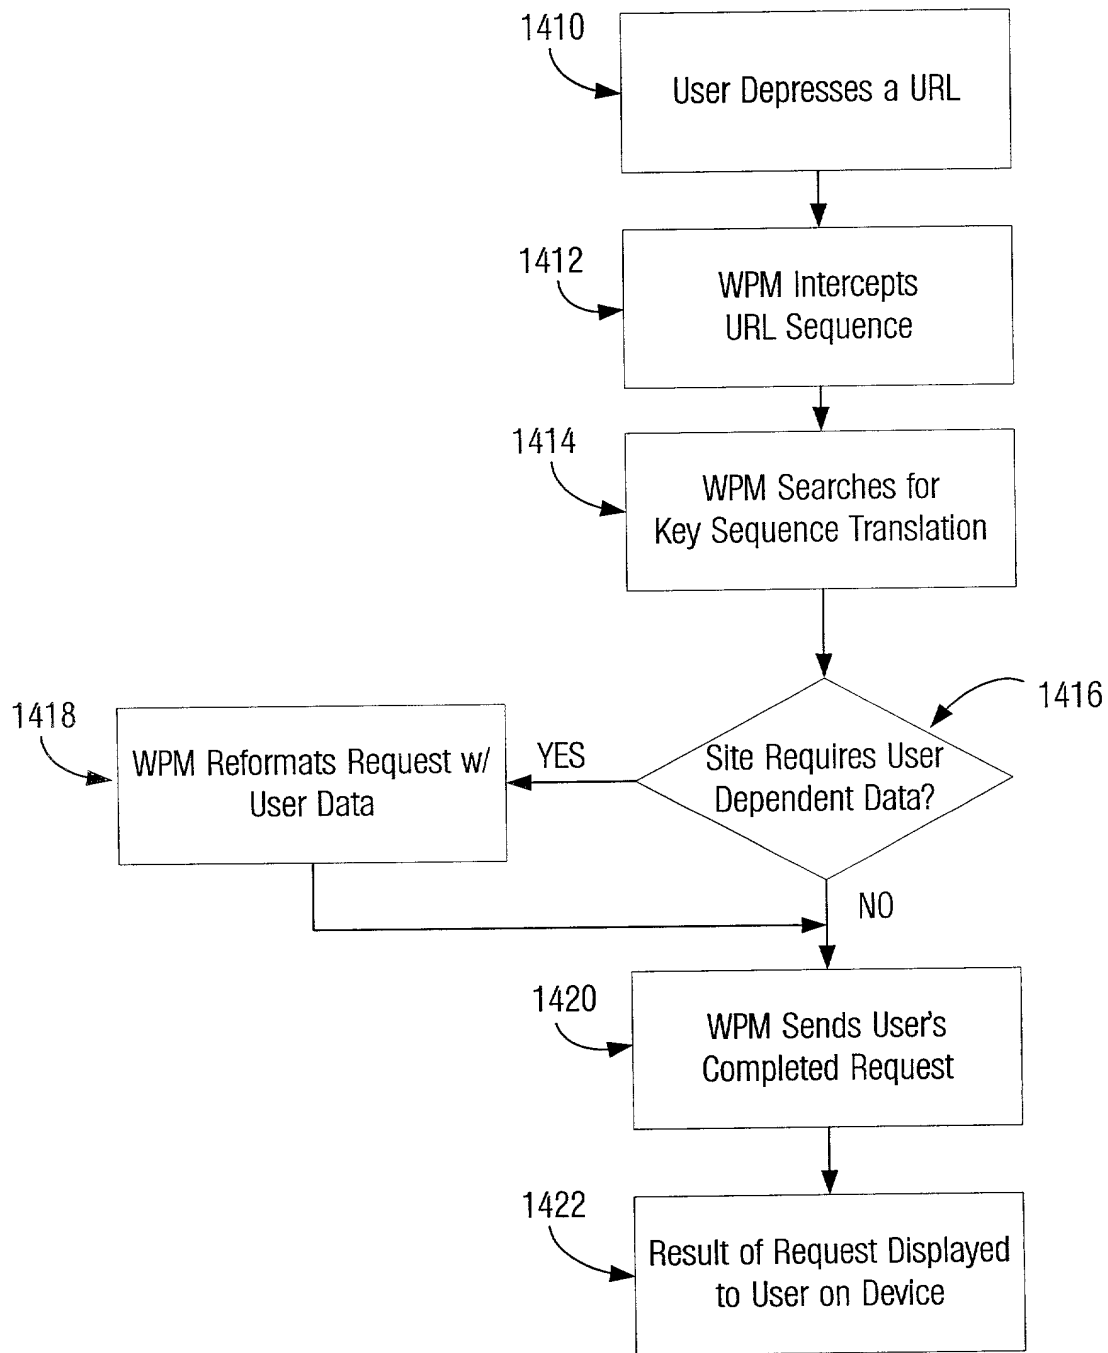 1410
User Depresses a URL
1412
WPM Intercepts
URL Sequence
1414
WPM Searches for
Key Sequence Translation
1416
Site Requires User
Dependent Data?
YES
1418
WPM Reformats Request w/
User Data
NO
1420
WPM Sends User's
Completed Request
1422
Result of Request Displayed
to User on Device